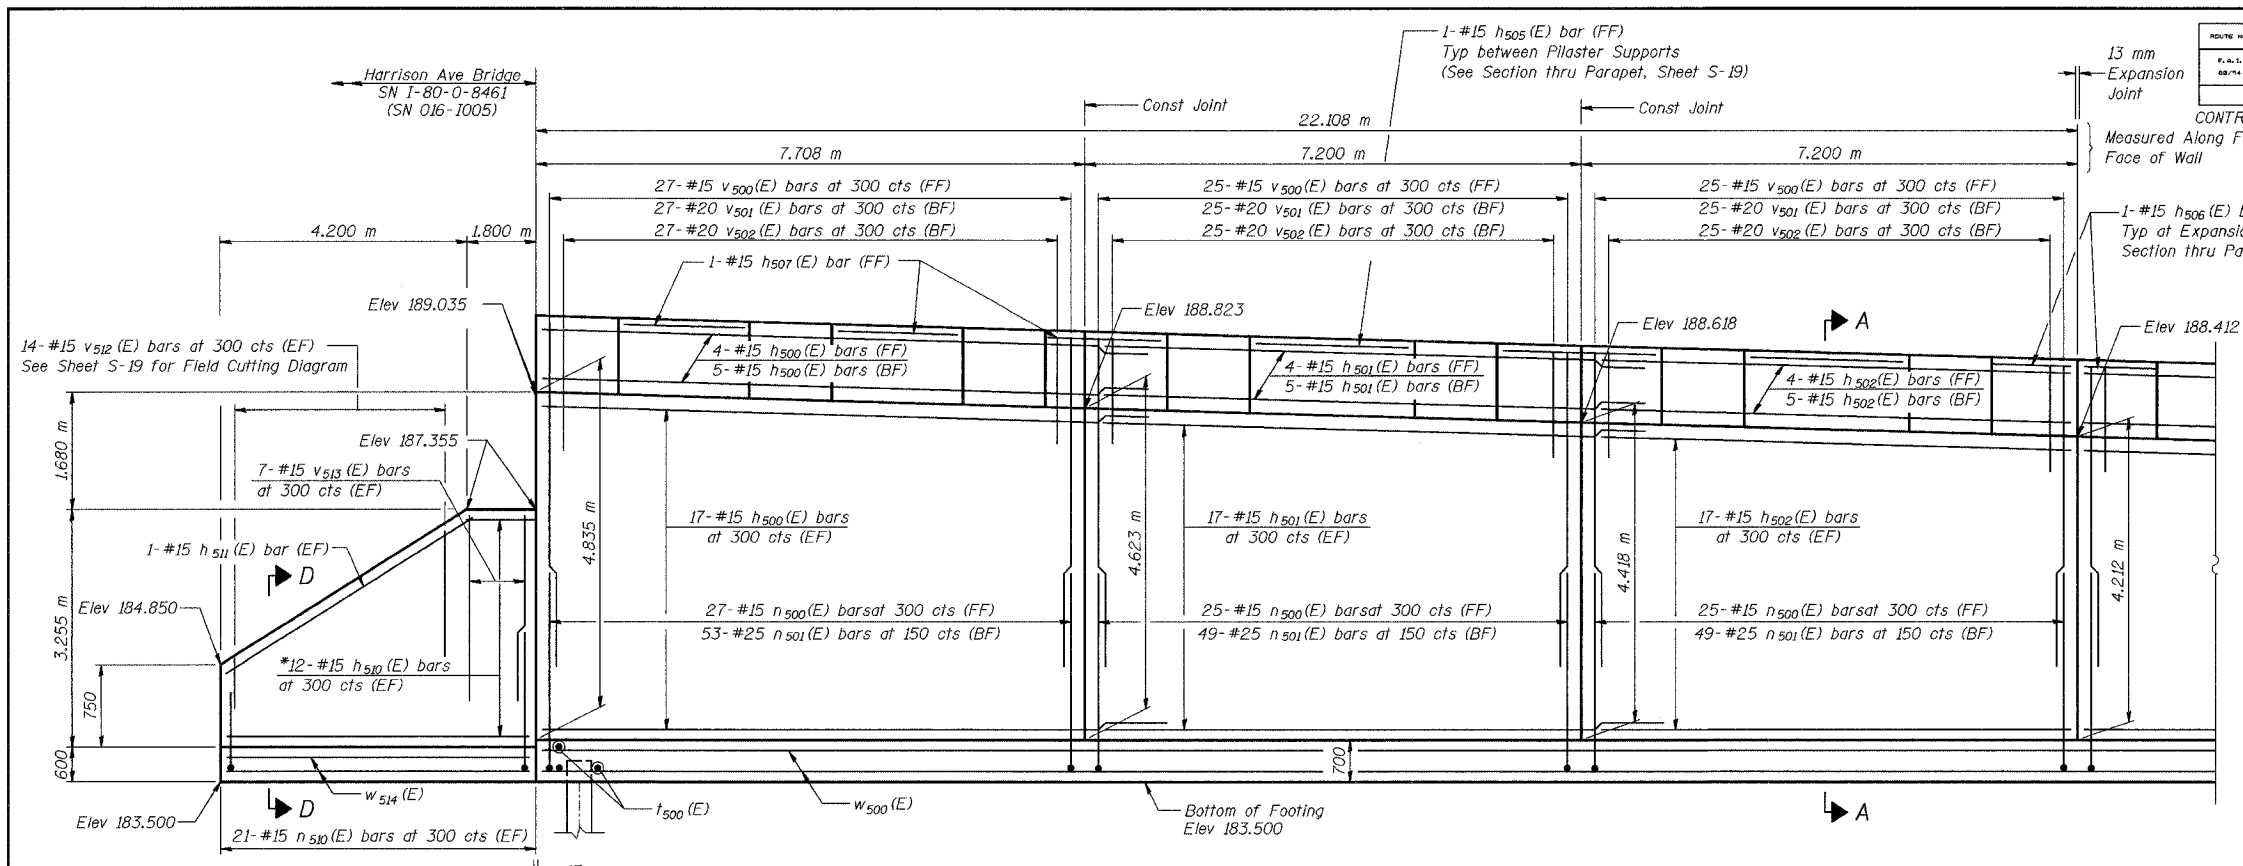 1-#15 h505(E) bar (FF)
Typ between Pilaster Supports
(See Section thru Parapet, Sheet S-19)
13 mm
Expansion
Joint
ROUTE
F.A.I.
CONTR
Harrison Ave Bridge
SN I-80-0-8461
(SN 016-1005)
Const Joint
Const Joint
22.108 m
Measured Along F
Face of Wall
7.708 m
7.200 m
7.200 m
27-#15 v500(E) bars at 300 cts (FF)
27-#20 v501(E) bars at 300 cts (BF)
27-#20 v502(E) bars at 300 cts (BF)
25-#15 v500(E) bars at 300 cts (FF)
25-#20 v501(E) bars at 300 cts (BF)
25-#20 v502(E) bars at 300 cts (BF)
25-#15 v500(E) bars at 300 cts (FF)
25-#20 v501(E) bars at 300 cts (BF)
25-#20 v502(E) bars at 300 cts (BF)
1-#15 h506(E)
Typ at Expansi
Section thru Pa
4.200 m
1.800 m
1-#15 h507(E) bar (FF)
Elev 189.035
Elev 188.823
Elev 188.618
A
Elev 188.412
14-#15 v512(E) bars at 300 cts (EF)
See Sheet S-19 for Field Cutting Diagram
4-#15 h500(E) bars (FF)
5-#15 h500(E) bars (BF)
4-#15 h501(E) bars (FF)
5-#15 h501(E) bars (BF)
4-#15 h502(E) bars (FF)
5-#15 h502(E) bars (BF)
1.680 m
Elev 187.355
7-#15 v513(E) bars
at 300 cts (EF)
4.835 m
17-#15 h500(E) bars
at 300 cts (EF)
4.623 m
17-#15 h501(E) bars
at 300 cts (EF)
4.418 m
17-#15 h502(E) bars
at 300 cts (EF)
4.212 m
1-#15 h511(E) bar (EF)
D
Elev 184.850
3.255 m
27-#15 n500(E) barsat 300 cts (FF)
53-#25 n501(E) bars at 150 cts (BF)
25-#15 n500(E) barsat 300 cts (FF)
49-#25 n501(E) bars at 150 cts (BF)
25-#15 n500(E) barsat 300 cts (FF)
49-#25 n501(E) bars at 150 cts (BF)
*12-#15 h510(E) bars
at 300 cts (EF)
750
600
700
w514(E)
D
t500(E)
w500(E)
Bottom of Footing
Elev 183.500
A
Elev 183.500
21-#15 n510(E) bars at 300 cts (EF)